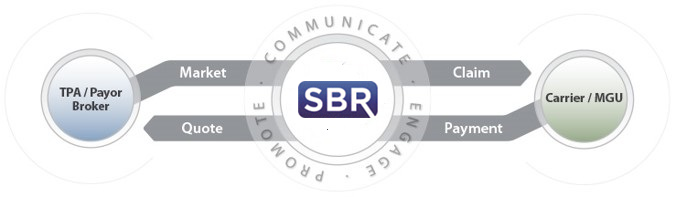 COMMUNICATE · ENGAGE · PROMOTE ·
Market
Claim
TPA / Payor
Broker
SBR
Carrier / MGU
Quote
Payment